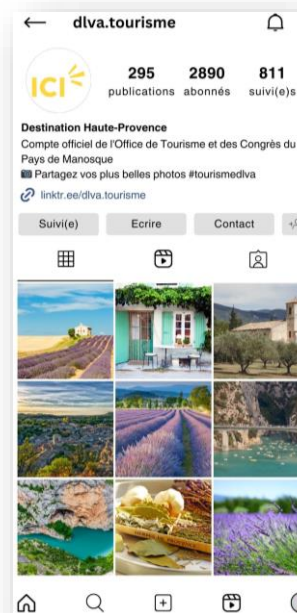 dlva.tourisme
ICI
295 2890 811
publications abonnés suivi(e)s
Destination Haute-Provence
Compte officiel de l'Office de Tourisme et des Congrès du
Pays de Manosque
Partagez vos plus belles photos #tourismedlva
linktr.ee/dlva.tourisme
Suivi(e) Ecrire Contact